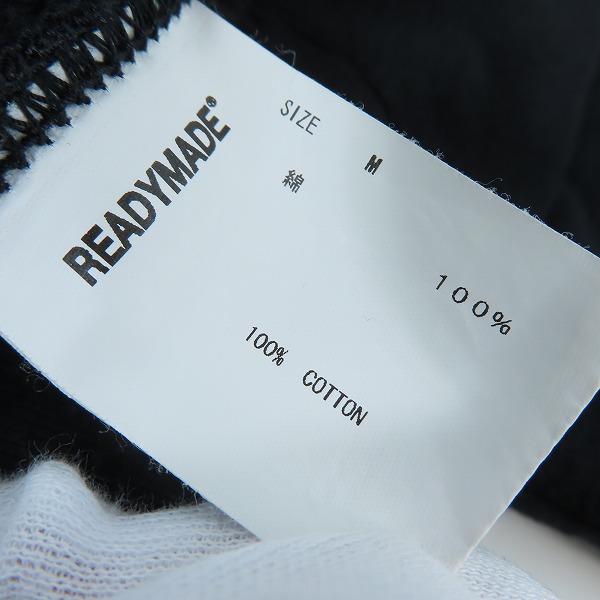 READYMADE®
SIZE M
綿 100%
100% COTTON